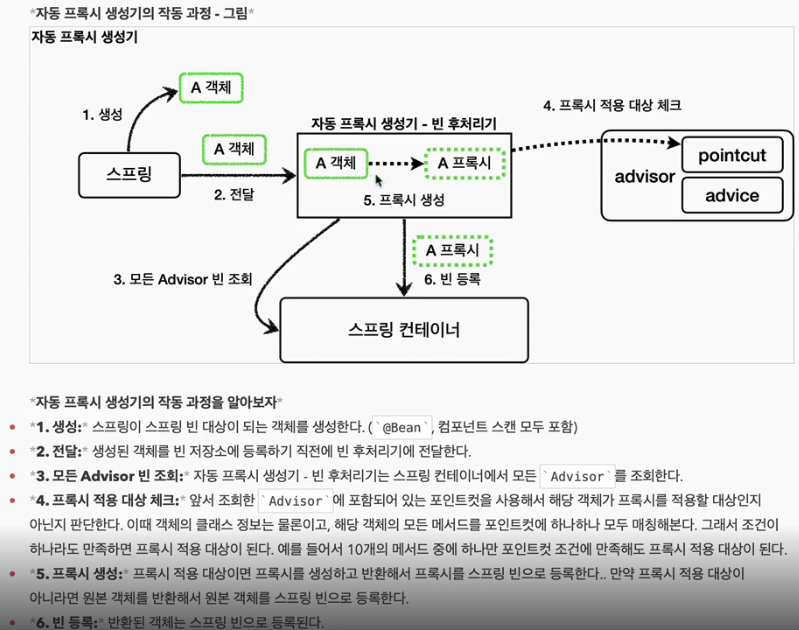 *자동 프록시 생성기의 작동 과정 - 그림*
자동 프록시 생성기
A 객체
1. 생성
4. 프록시 적용 대상 체크
자동 프록시 생성기 - 빈 후처리기
A 객체
스프링
2. 전달
A 객체
A 프록시
5. 프록시 생성
advisor
pointcut
advice
A 프록시
3. 모든 Advisor 빈 조회
6. 빈 등록
스프링 컨테이너
*자동 프록시 생성기의 작동 과정을 알아보자*
*1. 생성:* 스프링이 스프링 빈 대상이 되는 객체를 생성한다. (`@Bean`, 컴포넌트 스캔 모두 포함)
*2. 전달:* 생성된 객체를 빈 저장소에 등록하기 직전에 빈 후처리기에 전달한다.
*3. 모든 Advisor 빈 조회:* 자동 프록시 생성기 - 빈 후처리기는 스프링 컨테이너에서 모든 `Advisor`를 조회한다.
*4. 프록시 적용 대상 체크:* 앞서 조회한 `Advisor`에 포함되어 있는 포인트컷을 사용해서 해당 객체가 프록시를 적용할 대상인지
아닌지 판단한다. 이때 객체의 클래스 정보는 물론이고, 해당 객체의 모든 메서드를 포인트컷에 하나하나 모두 매칭해본다. 그래서 조건이
하나라도 만족하면 프록시 적용 대상이 된다. 예를 들어서 10개의 메서드 중에 하나만 포인트컷 조건에 만족해도 프록시 적용 대상이 된다.
*5. 프록시 생성:* 프록시 적용 대상이면 프록시를 생성하고 반환해서 프록시를 스프링 빈으로 등록한다.. 만약 프록시 적용 대상이
아니라면 원본 객체를 반환해서 원본 객체를 스프링 빈으로 등록한다.
*6. 빈 등록:* 반환된 객체는 스프링 빈으로 등록된다.